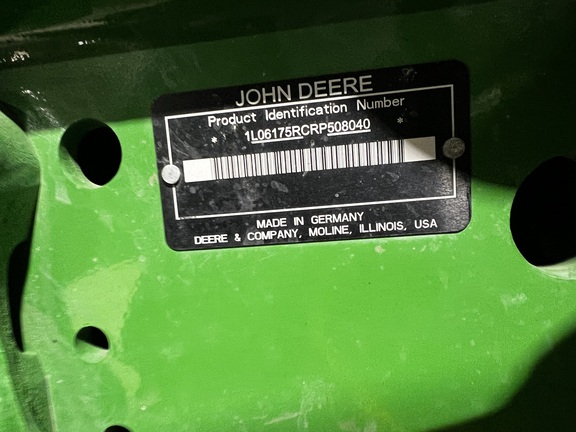 JOHN DEERE
Product Identification Number
* 1L06175RCRP508040 *
MADE IN GERMANY
DEERE & COMPANY, MOLINE, ILLINOIS, USA